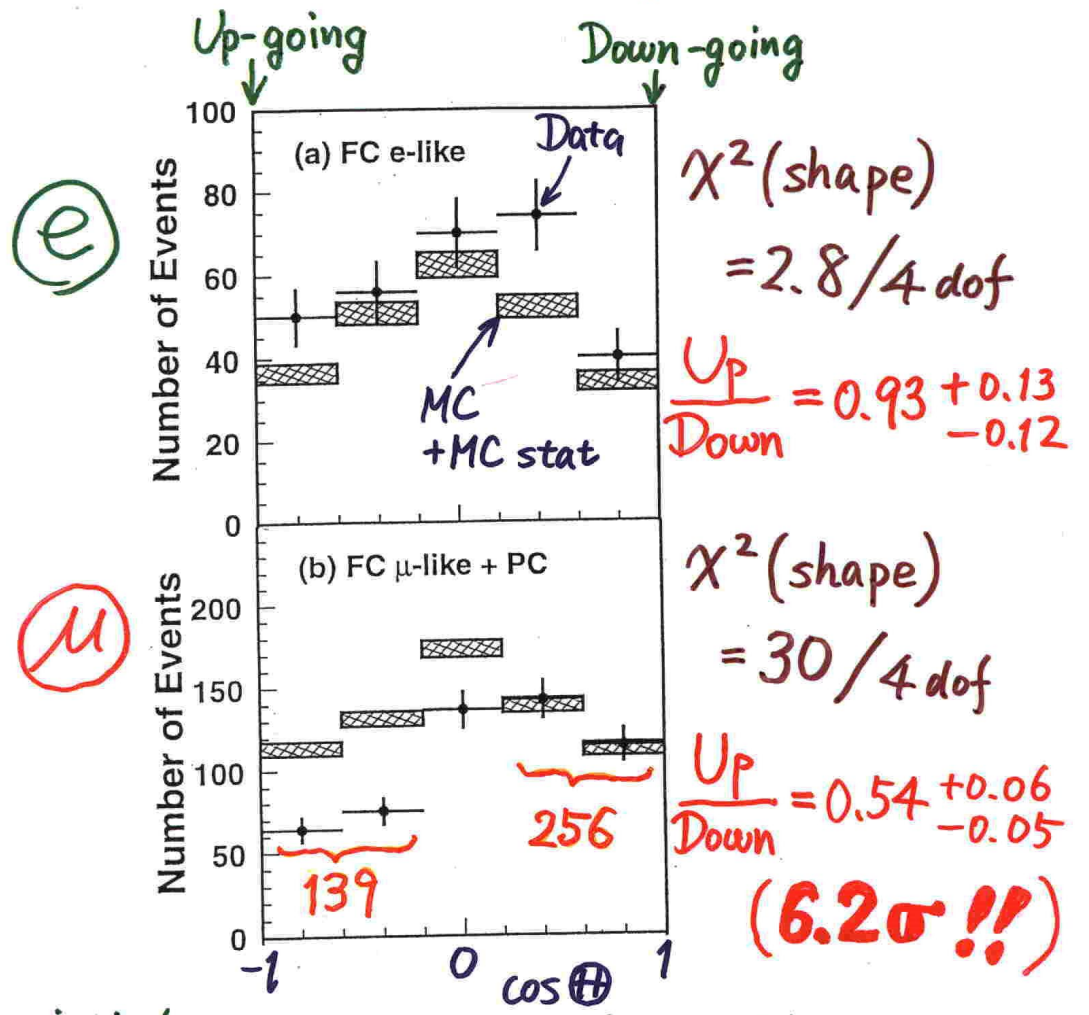 Up-going
Down-going
100
80
60
40
20
0
Number of Events
(a) FC e-like
Data
MC
+MC stat
e
χ² (shape)
= 2.8 / 4 dof
Up/Down = 0.93 +0.13 -0.12
200
150
100
50
0
Number of Events
(b) FC μ-like + PC
μ
139
256
χ² (shape)
= 30 / 4 dof
Up/Down = 0.54 +0.06 -0.05
(6.2σ !!)
-1 0 1
cos Θ